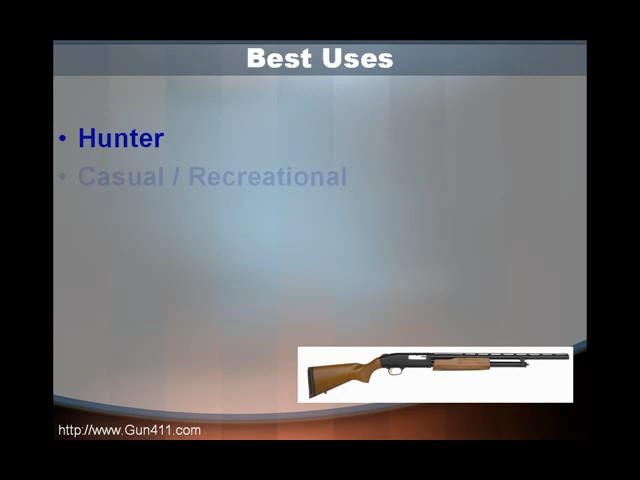 Best Uses
• Hunter
• Casual / Recreational
http://www.Gun411.com